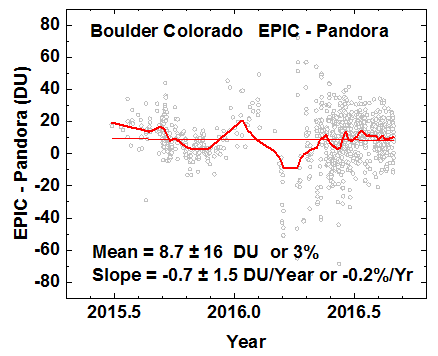 Boulder Colorado EPIC - Pandora
80
60
40
20
0
-20
-40
-60
-80
EPIC - Pandora (DU)
Mean = 8.7 ± 16 DU or 3%
Slope = -0.7 ± 1.5 DU/Year or -0.2%/Yr
2015.5 2016.0 2016.5
Year